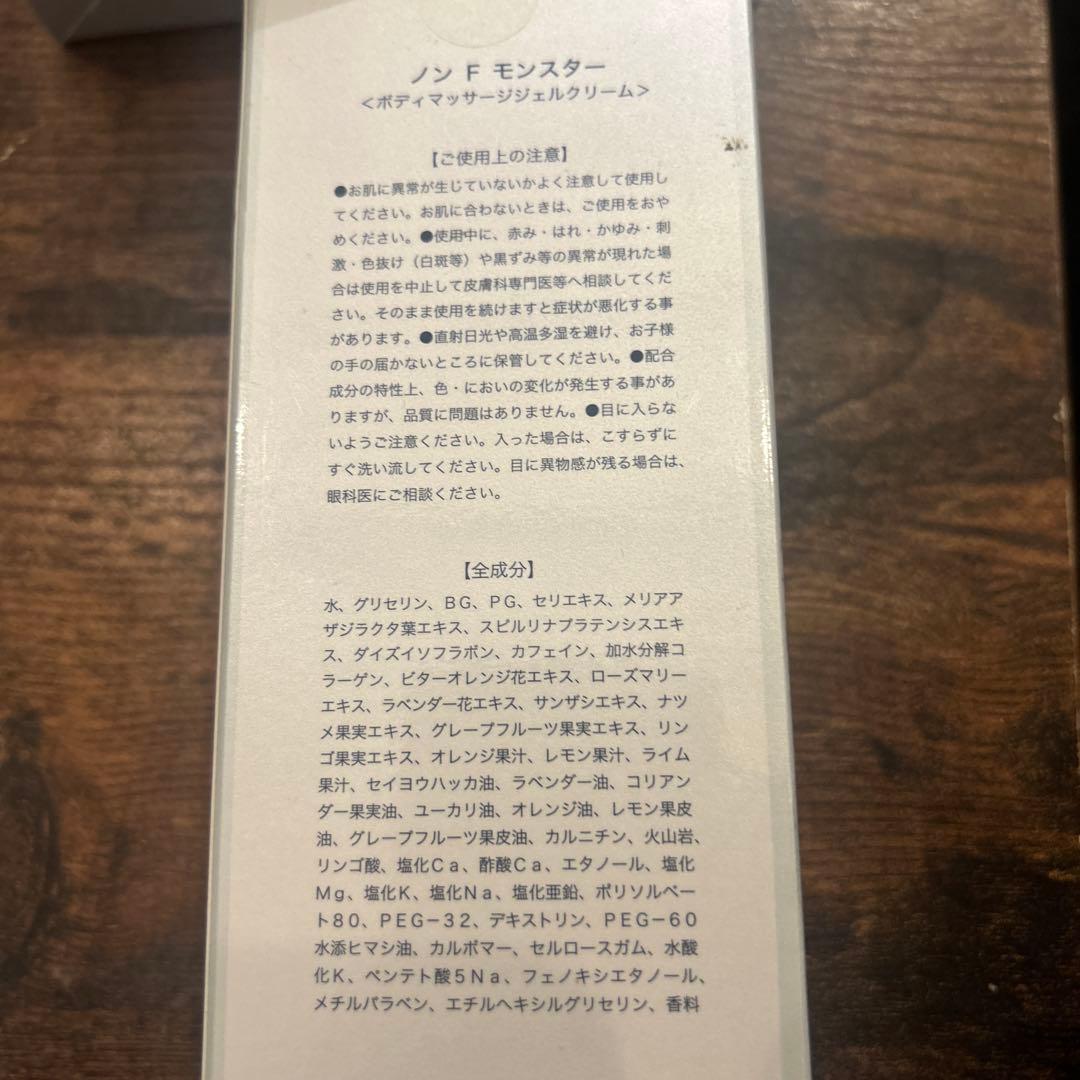 ノン F モンスター
＜ボディマッサージジェルクリーム＞
【ご使用上の注意】
●お肌に異常が生じていないかよく注意して使用し
てください。お肌に合わないときは、ご使用をおや
めください。●使用中に、赤み・はれ・かゆみ・刺
激・色抜け（白斑等）や黒ずみ等の異常が現れた場
合は使用を中止して皮膚科専門医等へ相談してくだ
さい。そのまま使用を続けますと症状が悪化する事
があります。●直射日光や高温多湿を避け、お子様
の手の届かないところに保管してください。●配合
成分の特性上、色・においの変化が発生する事があ
りますが、品質に問題はありません。●目に入らな
いようご注意ください。入った場合は、こすらずに
すぐ洗い流してください。目に異物感が残る場合は、
眼科医にご相談ください。
【全成分】
水、グリセリン、ＢＧ、ＰＧ、セリエキス、メリアア
ザジラクタ葉エキス、スピルリナプラテンシスエキ
ス、ダイズイソフラボン、カフェイン、加水分解コ
ラーゲン、ビターオレンジ花エキス、ローズマリー
エキス、ラベンダー花エキス、サンザシエキス、ナツ
メ果実エキス、グレープフルーツ果実エキス、リン
ゴ果実エキス、オレンジ果汁、レモン果汁、ライム
果汁、セイヨウハッカ油、ラベンダー油、コリアン
ダー果実油、ユーカリ油、オレンジ油、レモン果皮
油、グレープフルーツ果皮油、カルニチン、火山岩、
リンゴ酸、塩化Ｃａ、酢酸Ｃａ、エタノール、塩化
Ｍｇ、塩化Ｋ、塩化Ｎａ、塩化亜鉛、ポリソルベー
ト８０、ＰＥＧ－３２、デキストリン、ＰＥＧ－６０
水添ヒマシ油、カルボマー、セルロースガム、水酸
化Ｋ、ペンテト酸５Ｎａ、フェノキシエタノール、
メチルパラベン、エチルヘキシルグリセリン、香料